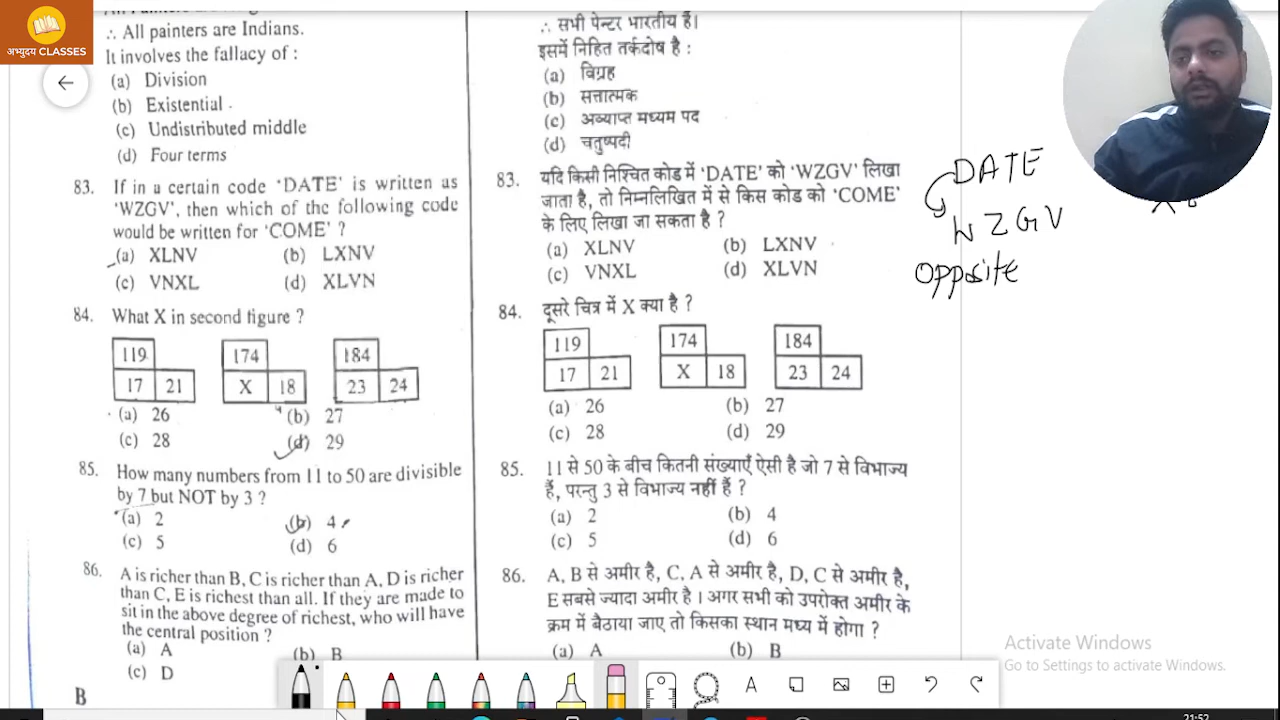 अभ्युदय CLASSES
∴ All painters are Indians.
It involves the fallacy of :
(a) Division
(b) Existential
(c) Undistributed middle
(d) Four terms
83. If in a certain code 'DATE' is written as
'WZGV', then which of the following code
would be written for 'COME' ?
(a) XLNV (b) LXNV
(c) VNXL (d) XLVN
84. What X in second figure ?
119 174 184
17 21 X 18 23 24
(a) 26 (b) 27
(c) 28 (d) 29
85. How many numbers from 11 to 50 are divisible
by 7 but NOT by 3 ?
(a) 2 (b) 4
(c) 5 (d) 6
86. A is richer than B, C is richer than A, D is richer
than C, E is richest than all. If they are made to
sit in the above degree of richest, who will have
the central position ?
(a) A (b) B
(c) D
B
∴ सभी पेन्टर भारतीय हैं।
इसमें निहित तर्कदोष है :
(a) विग्रह
(b) सत्तात्मक
(c) अव्याप्त मध्यम पद
(d) चतुष्पदी
83. यदि किसी निश्चित कोड में 'DATE' को 'WZGV' लिखा
जाता है, तो निम्नलिखित में से किस कोड को 'COME'
के लिए लिखा जा सकता है ?
(a) XLNV (b) LXNV
(c) VNXL (d) XLVN
84. दूसरे चित्र में X क्या है ?
119 174 184
17 21 X 18 23 24
(a) 26 (b) 27
(c) 28 (d) 29
85. 11 से 50 के बीच कितनी संख्याएँ ऐसी है जो 7 से विभाज्य
हैं, परन्तु 3 से विभाज्य नहीं हैं ?
(a) 2 (b) 4
(c) 5 (d) 6
86. A, B से अमीर है, C, A से अमीर है, D, C से अमीर है,
E सबसे ज्यादा अमीर है । अगर सभी को उपरोक्त अमीर के
क्रम में बैठाया जाए तो किसका स्थान मध्य में होगा ?
(a) A (b) B
DATE
WZGV
opposite
Activate Windows
Go to Settings to activate Windows.
21:52